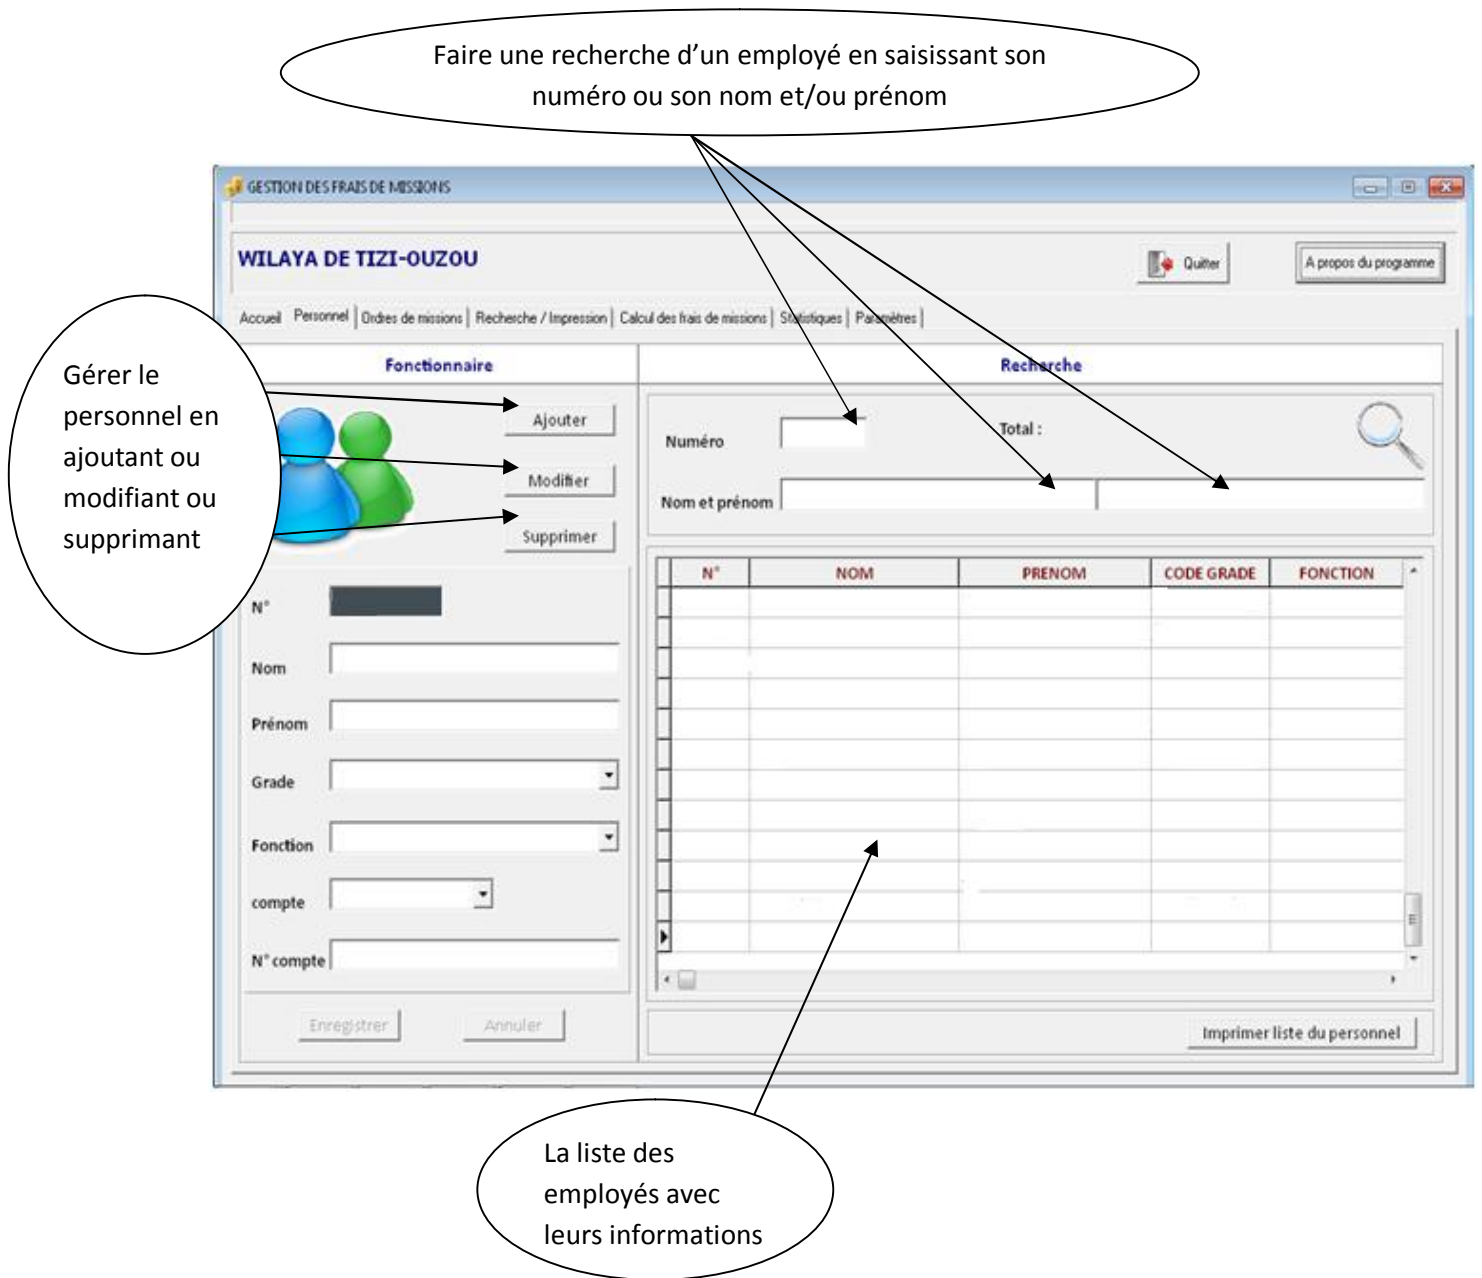 Faire une recherche d’un employé en saisissant son
numéro ou son nom et/ou prénom
GESTION DES FRAIS DE MISSIONS
WILAYA DE TIZI-OUZOU
Quitter
A propos du programme
Accueil Personnel Ordres de missions Recherche / Impression Calcul des frais de missions Statistiques Paramètres
Gérer le
personnel en
ajoutant ou
modifiant ou
supprimant
Fonctionnaire
Ajouter
Modifier
Supprimer
N°
Nom
Prénom
Grade
Fonction
compte
N° compte
Enregistrer Annuler
Recherche
Numéro
Total :
Nom et prénom
N° NOM PRENOM CODE GRADE FONCTION
Imprimer liste du personnel
La liste des
employés avec
leurs informations